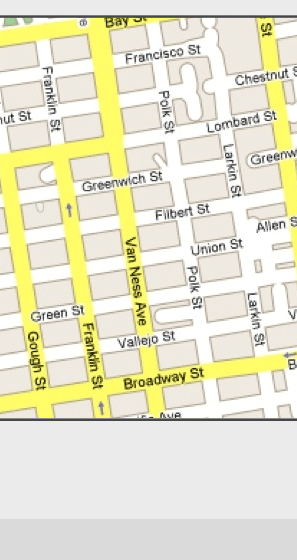 Bay St
St
Francisco St
Franklin St
Chestnut S
Polk St
nut St
Lombard St
Larkin St
Greenw
Greenwich St
Filbert St
Allen S
Union St
Van Ness Ave
Polk St
Larkin St
Green St
Gough St
Franklin St
Vallejo St
Broadway St